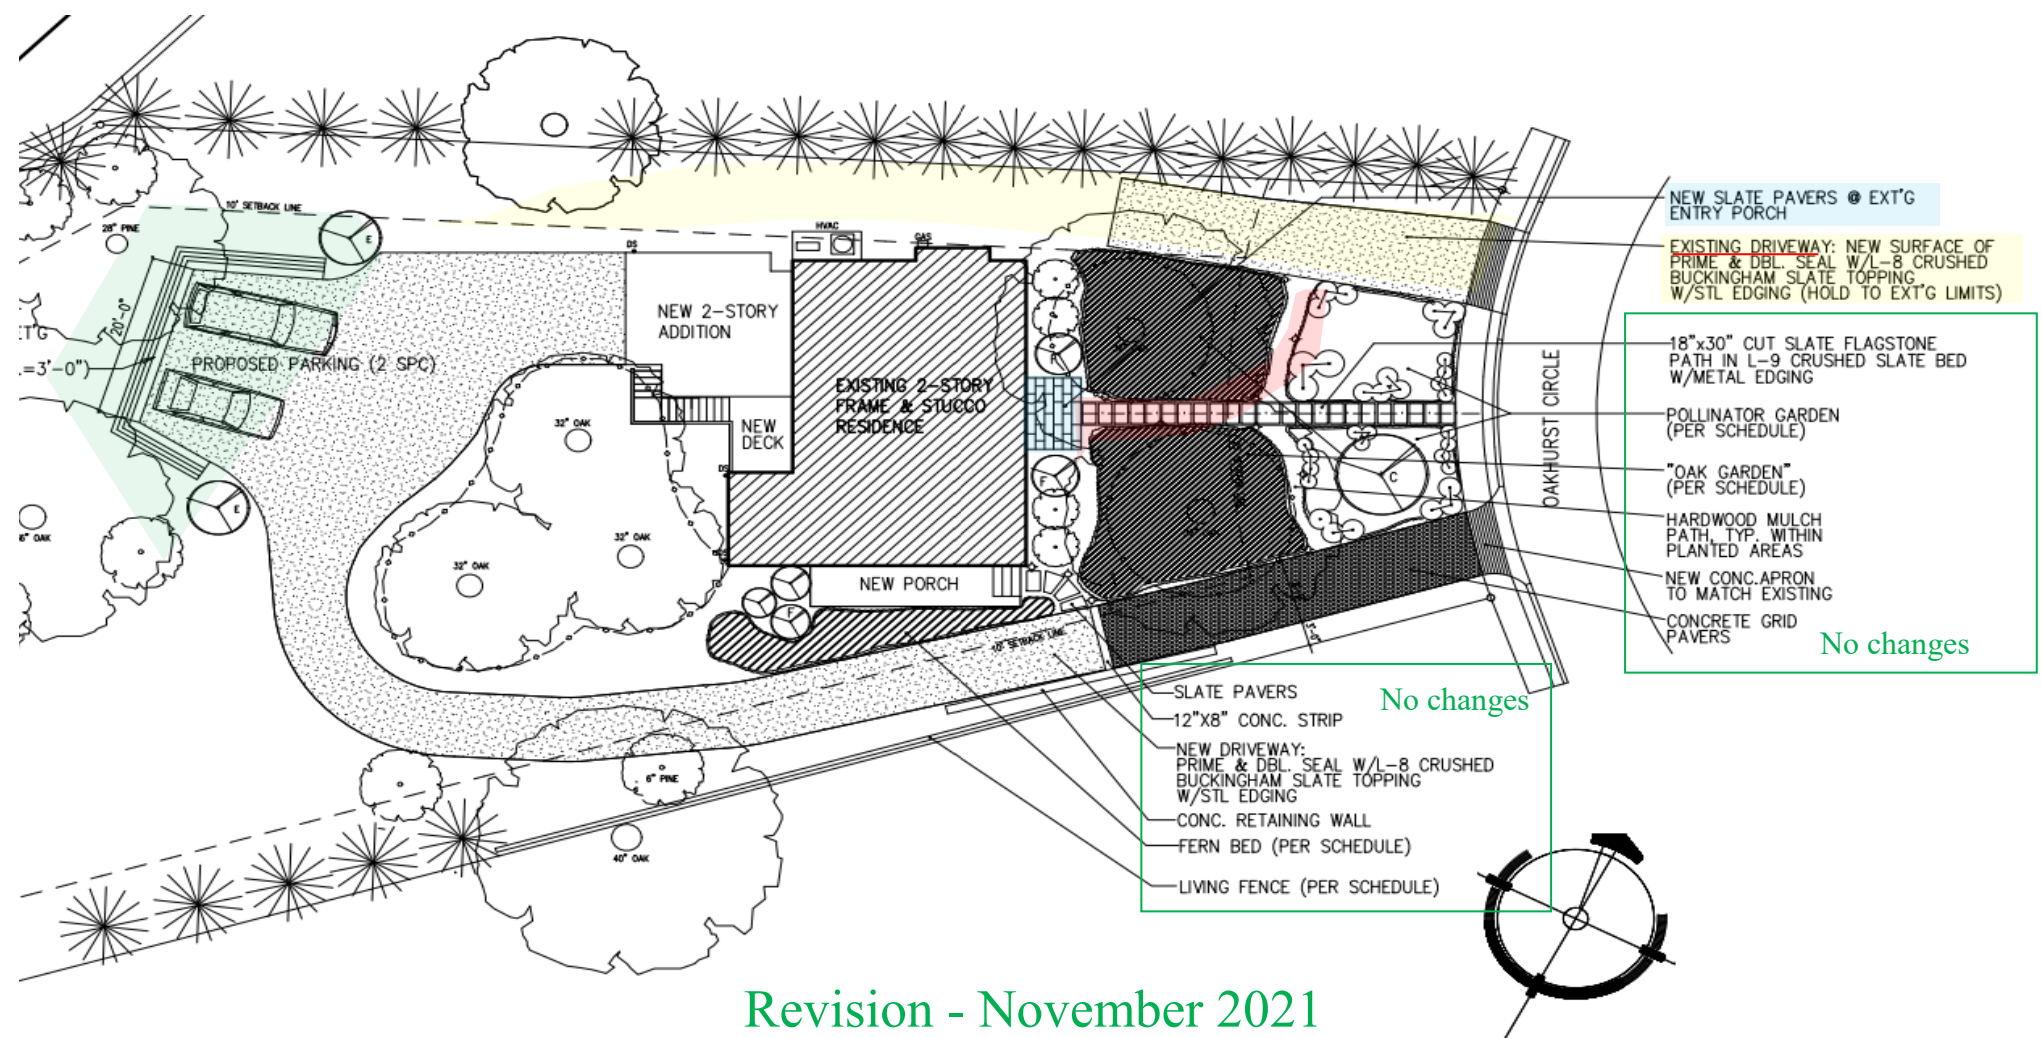 10' SETBACK LINE
28" PINE
E
HVAC
GAS
DS
NEW 2-STORY
ADDITION
20'-0"
EXT'G
=3'-0")
PROPOSED PARKING (2 SPC)
EXISTING 2-STORY
FRAME & STUCCO
RESIDENCE
NEW
DECK
DS
32" OAK
32" OAK
32" OAK
E
OAK
NEW PORCH
F
F
C
10' SETBACK LINE
6" PINE
40" OAK
OAKHURST CIRCLE
NEW SLATE PAVERS @ EXT'G
ENTRY PORCH
EXISTING DRIVEWAY: NEW SURFACE OF
PRIME & DBL. SEAL W/L-8 CRUSHED
BUCKINGHAM SLATE TOPPING
W/STL EDGING (HOLD TO EXT'G LIMITS)
18"x30" CUT SLATE FLAGSTONE
PATH IN L-9 CRUSHED SLATE BED
W/METAL EDGING
POLLINATOR GARDEN
(PER SCHEDULE)
"OAK GARDEN"
(PER SCHEDULE)
HARDWOOD MULCH
PATH, TYP. WITHIN
PLANTED AREAS
NEW CONC.APRON
TO MATCH EXISTING
CONCRETE GRID
PAVERS
No changes
SLATE PAVERS
No changes
12"X8" CONC. STRIP
NEW DRIVEWAY:
PRIME & DBL. SEAL W/L-8 CRUSHED
BUCKINGHAM SLATE TOPPING
W/STL EDGING
CONC. RETAINING WALL
FERN BED (PER SCHEDULE)
LIVING FENCE (PER SCHEDULE)
Revision - November 2021